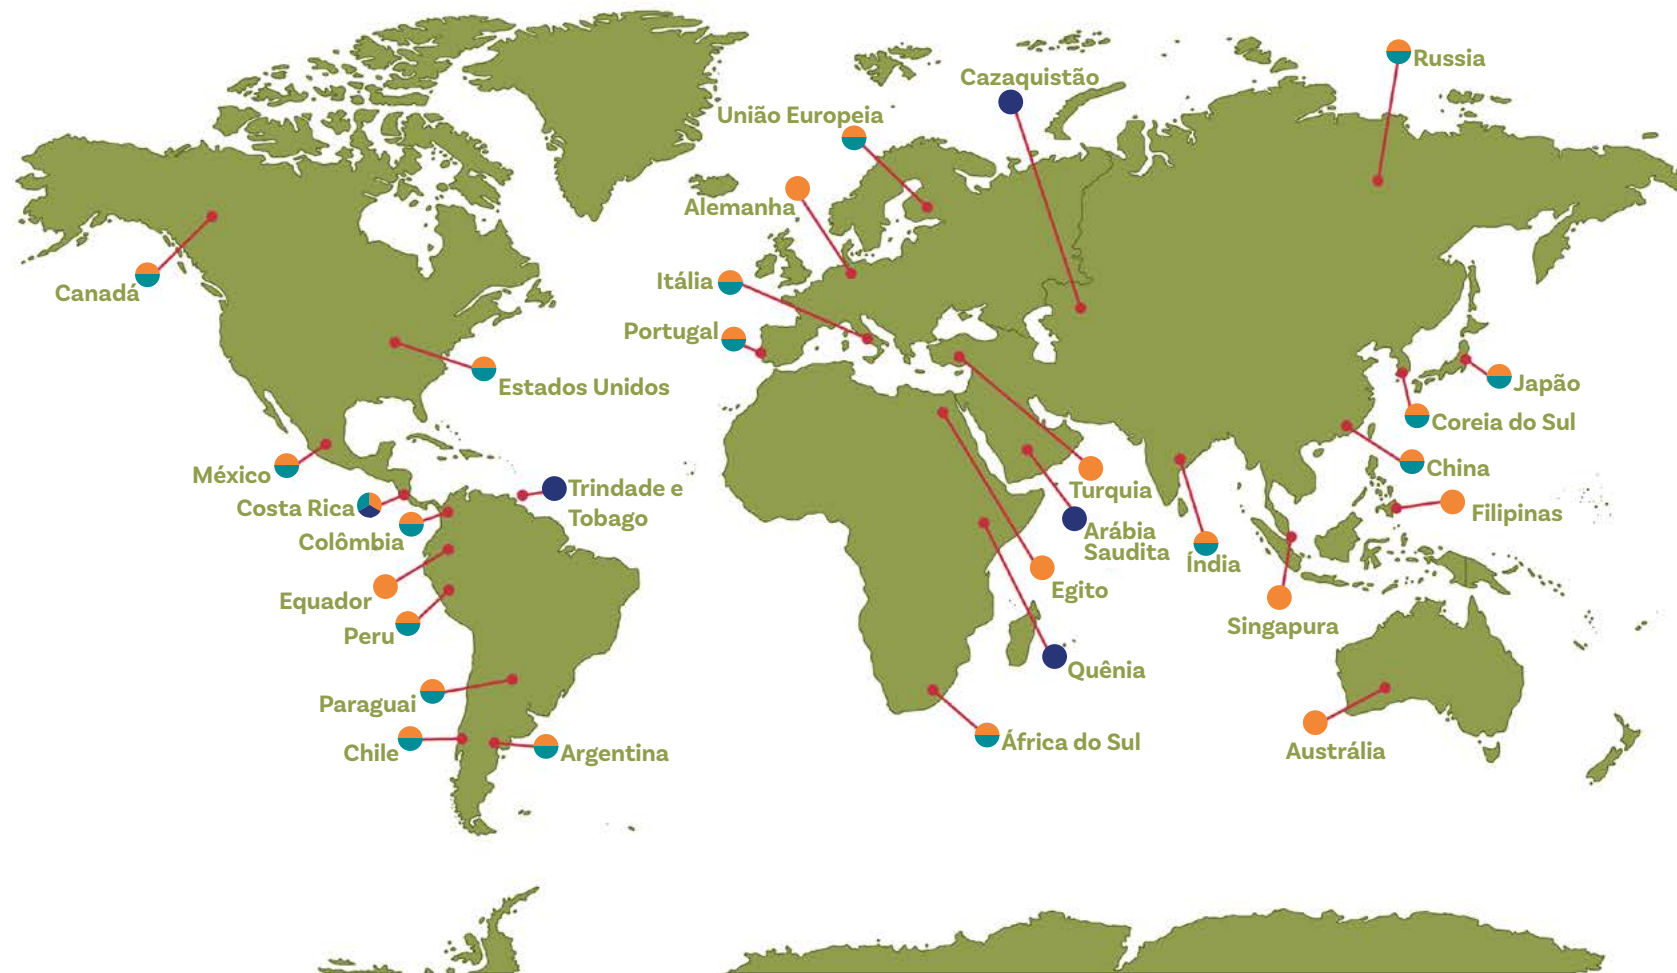 Russia
Cazaquistão
União Europeia
Alemanha
Itália
Canadá
Portugal
Estados Unidos
Japão
Coreia do Sul
México
China
Costa Rica
Trindade e
Tobago
Turquia
Filipinas
Colômbia
Arábia
Saudita
Índia
Egito
Equador
Singapura
Peru
Quênia
Paraguai
África do Sul
Chile
Argentina
Austrália